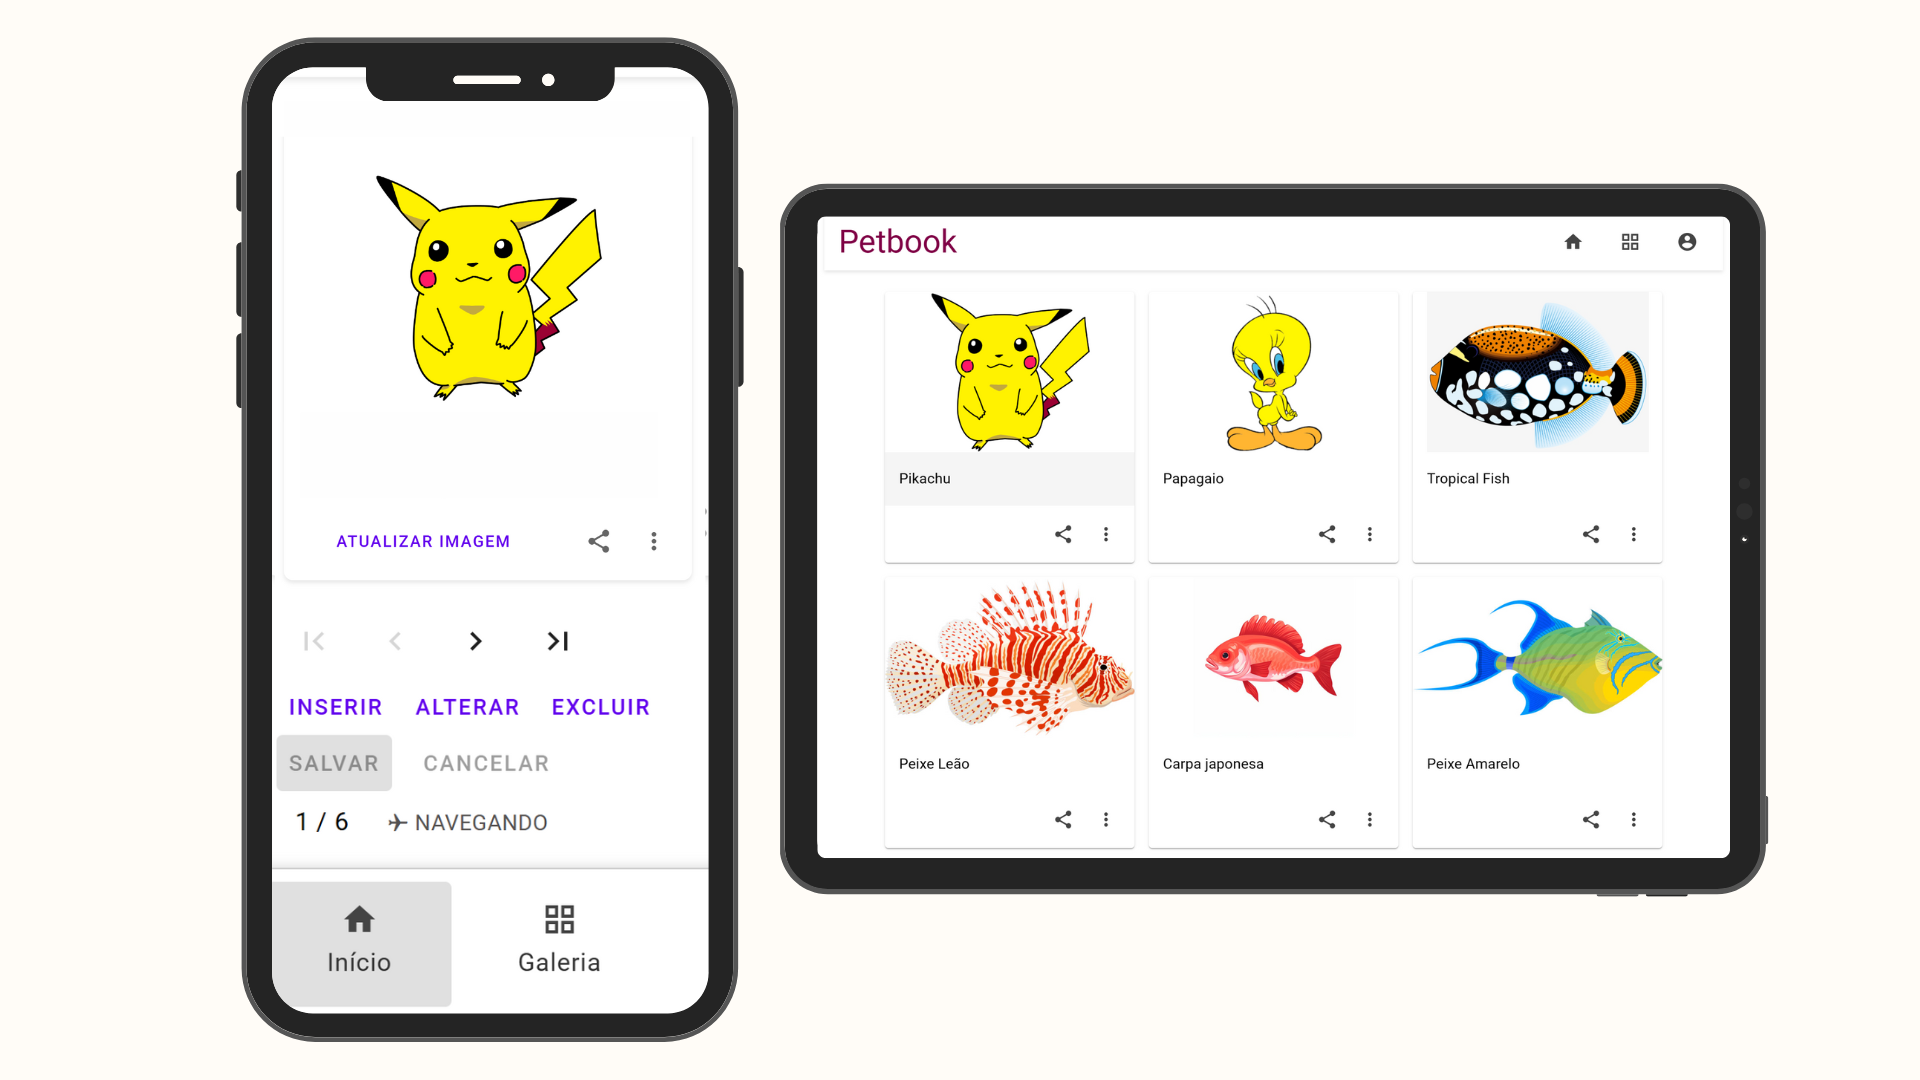 ATUALIZAR IMAGEM
INSERIR ALTERAR EXCLUIR
SALVAR CANCELAR
1 / 6 NAVEGANDO
Início Galeria
Petbook
Pikachu Papagaio Tropical Fish
Peixe Leão Carpa japonesa Peixe Amarelo